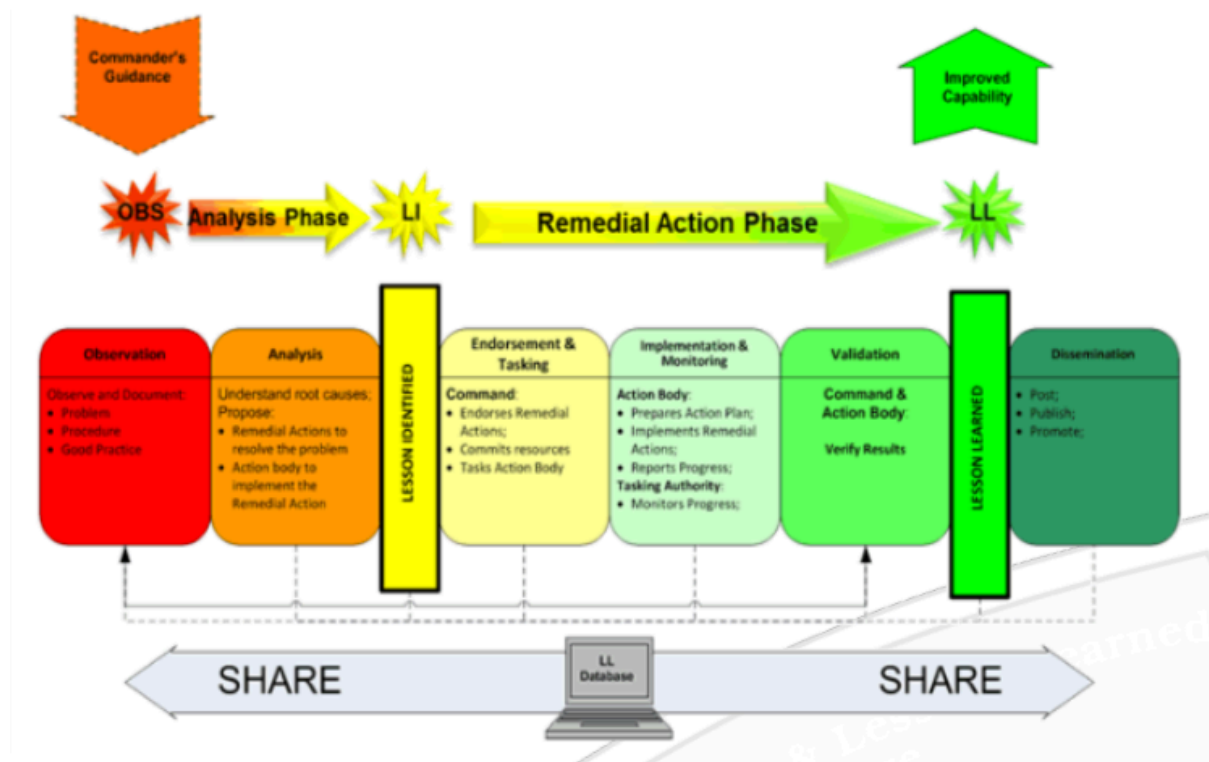 Commander's
Guidance
Improved
Capability
OBS
Analysis Phase
LI
Remedial Action Phase
LL
Observation
Observe and Document:
• Problem
• Procedure
• Good Practice
Analysis
Understand root causes;
Propose:
• Remedial Actions to
resolve the problem
• Action body to
implement the
Remedial Action
LESSON IDENTIFIED
Endorsement &
Tasking
Command:
• Endorses Remedial
Actions;
• Commits resources
• Tasks Action Body
Implementation &
Monitoring
Action Body:
• Prepares Action Plan;
• Implements Remedial
Actions;
• Reports Progress;
Tasking Authority:
• Monitors Progress;
Validation
Command &
Action Body:
Verify Results
LESSON LEARNED
Dissemination
• Post;
• Publish;
• Promote;
SHARE
LL
Database
SHARE